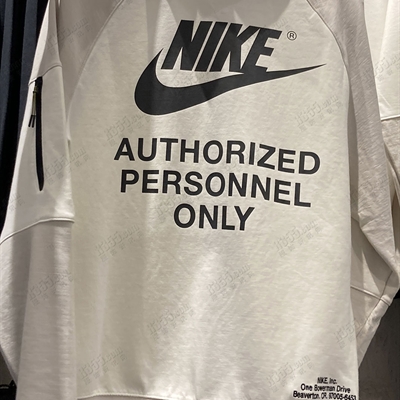 NIKE®
AUTHORIZED
PERSONNEL
ONLY
NIKE, Inc.
One Bowerman Drive
Beaverton, OR. 97005-6453